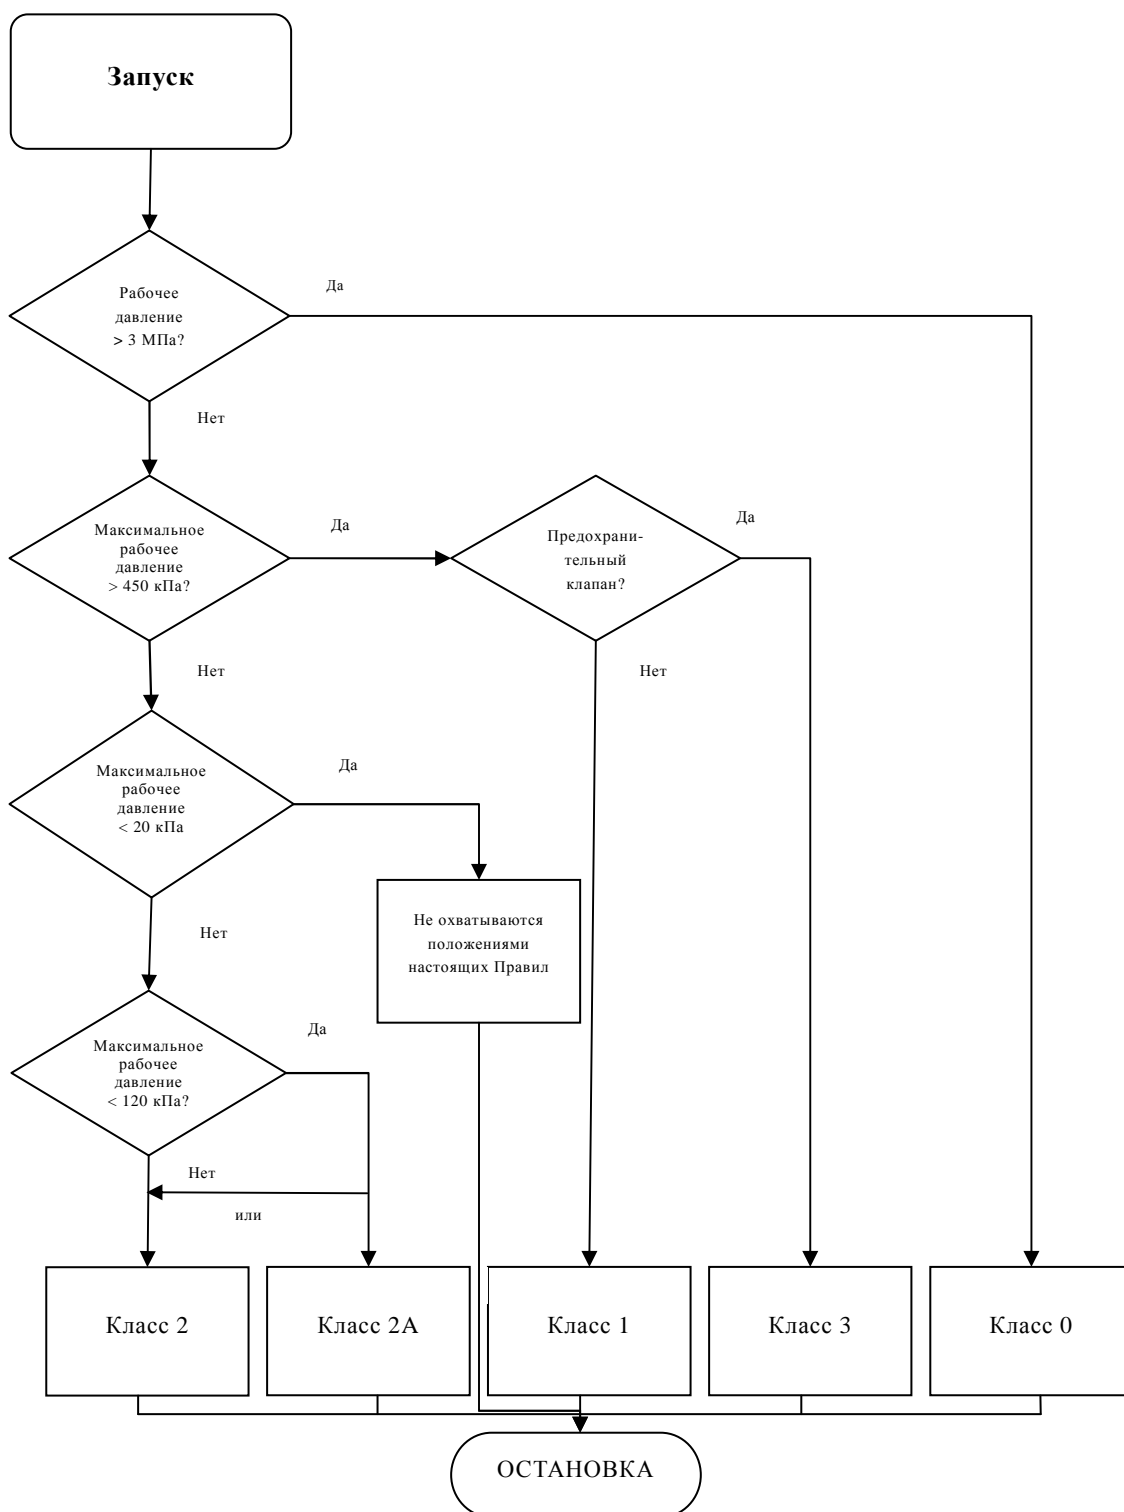 Запуск
Рабочее
давление
> 3 МПа?
Да
Нет
Максимальное
рабочее
давление
> 450 кПа?
Да
Предохрани-
тельный
клапан?
Да
Нет
Нет
Максимальное
рабочее
давление
< 20 кПа
Да
Не охватываются
положениями
настоящих Правил
Нет
Максимальное
рабочее
давление
< 120 кПа?
Да
Нет
или
Класс 2
Класс 2А
Класс 1
Класс 3
Класс 0
ОСТАНОВКА